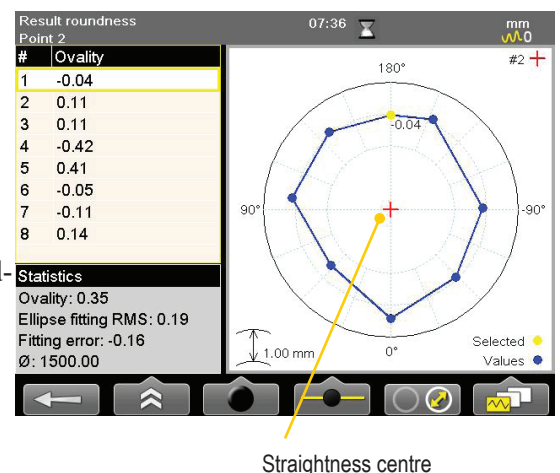 Result roundness
Point 2
07:36
mm
0
# Ovality
1 -0.04
2 0.11
3 0.11
4 -0.42
5 0.41
6 -0.05
7 -0.11
8 0.14
#2
180°
-0.04
90°
-90°
0°
1.00 mm
Selected
Values
Statistics
Ovality: 0.35
Ellipse fitting RMS: 0.19
Fitting error: -0.16
Ø: 1500.00
Straightness centre